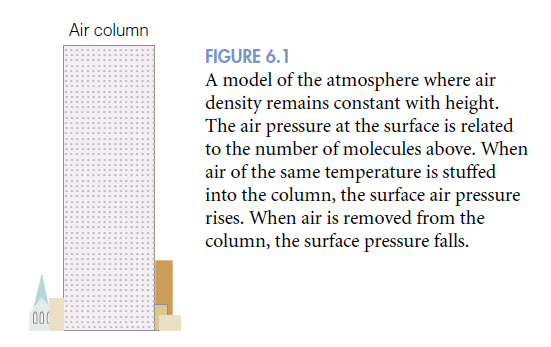 Air column
FIGURE 6.1
A model of the atmosphere where air
density remains constant with height.
The air pressure at the surface is related
to the number of molecules above. When
air of the same temperature is stuffed
into the column, the surface air pressure
rises. When air is removed from the
column, the surface pressure falls.